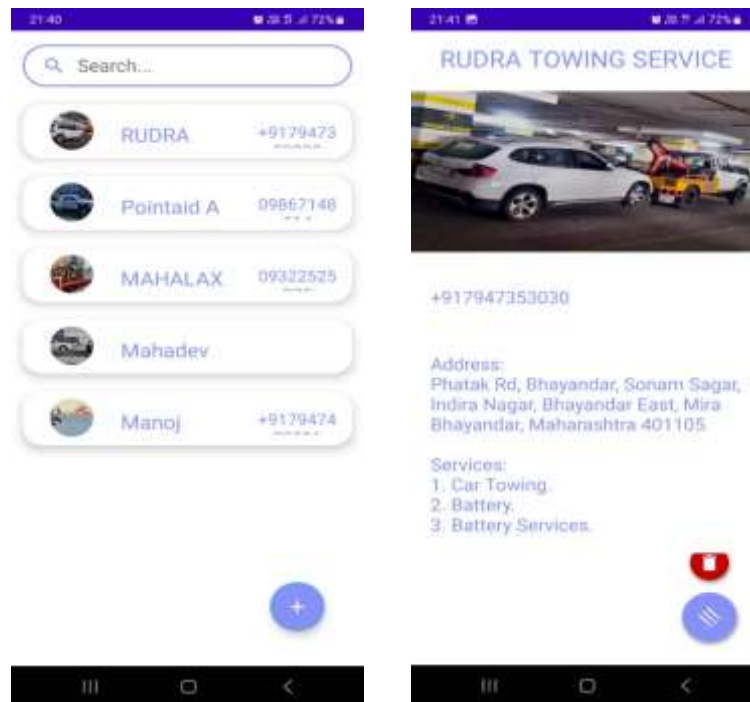 21:40
72%
Search...
RUDRA
+9179473
Pointaid A
09867148
MAHALAX
09322525
Mahadev
Manoj
+9179474
21:41
72%
RUDRA TOWING SERVICE
+917947353030
Address:
Phatak Rd, Bhayandar, Sonam Sagar,
Indira Nagar, Bhayandar East, Mira
Bhayandar, Maharashtra 401105
Services:
1. Car Towing.
2. Battery.
3. Battery Services.